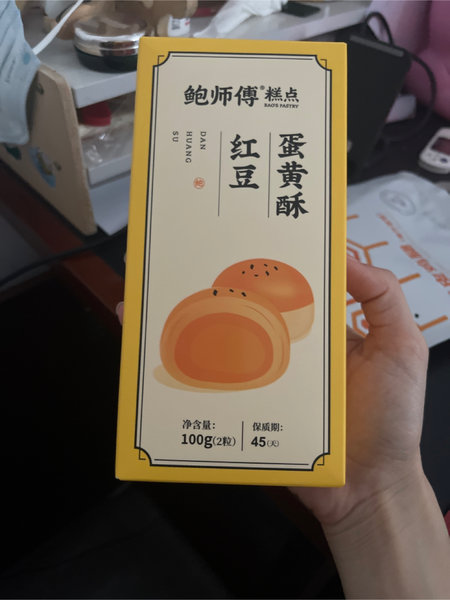 鲍师傅®糕点
BAO'S PASTRY
蛋黄酥
红豆
DAN
HUANG
SU
净含量:
100g(2粒)
保质期:
45(天)